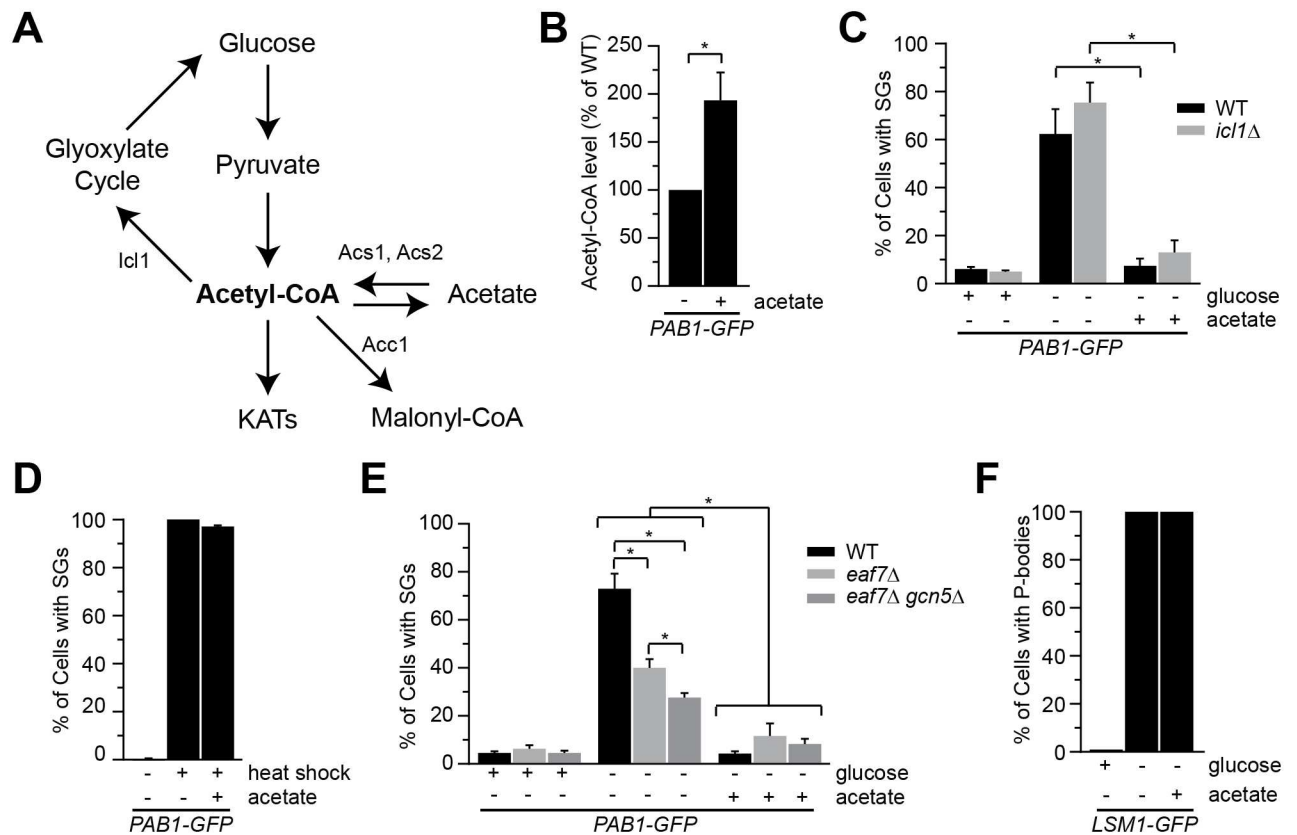 A
Glucose
Glyoxylate
Cycle
Pyruvate
Icl1
Acs1, Acs2
Acetyl-CoA
Acetate
Acc1
KATs
Malonyl-CoA
B
Acetyl-CoA level (% of WT)
250
200
150
100
50
0
*
- + acetate
PAB1-GFP
C
% of Cells with SGs
100
80
60
40
20
0
*
*
WT
icl1Δ
+ + - - - - glucose
- - - - + + acetate
PAB1-GFP
D
% of Cells with SGs
100
80
60
40
20
0
- + + heat shock
- - + acetate
PAB1-GFP
E
% of Cells with SGs
100
80
60
40
20
0
*
*
*
*
WT
eaf7Δ
eaf7Δ gcn5Δ
+ + + - - - - - - glucose
- - - - - - + + + acetate
PAB1-GFP
F
% of Cells with P-bodies
100
80
60
40
20
0
+ - - glucose
- - + acetate
LSM1-GFP